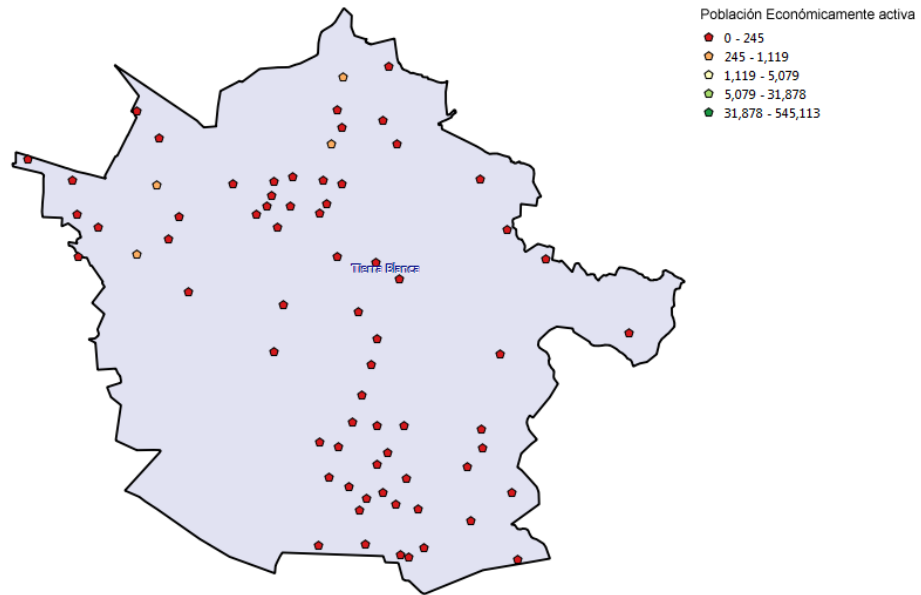 Población Económicamente activa
0 - 245
245 - 1,119
1,119 - 5,079
5,079 - 31,878
31,878 - 545,113
Tierra Blanca